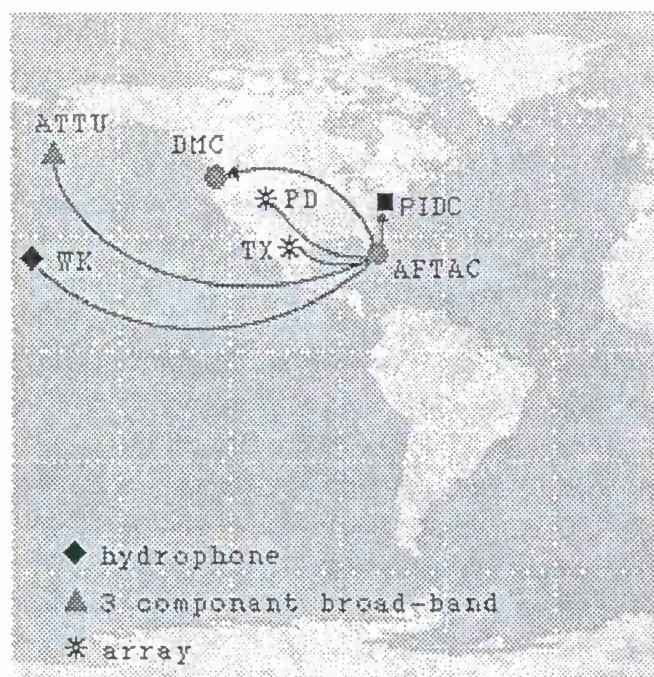 ATTU
DMC
PD
PIDC
TX
WK
AFTAC
hydrophone
3 componant broad-band
array